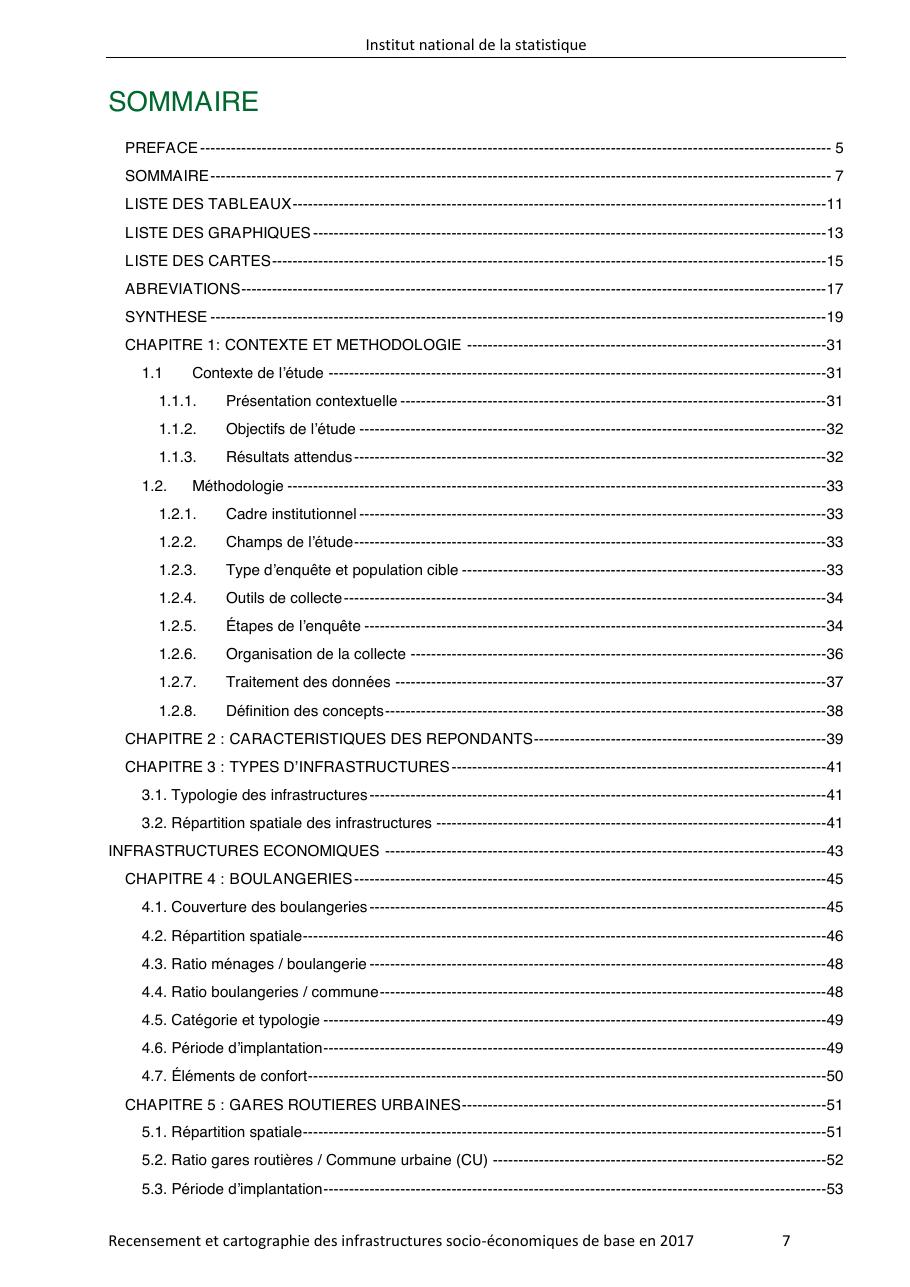 Institut national de la statistique
SOMMAIRE
PREFACE ---------- 5
SOMMAIRE ---------- 7
LISTE DES TABLEAUX ---------- 11
LISTE DES GRAPHIQUES ---------- 13
LISTE DES CARTES ---------- 15
ABREVIATIONS ---------- 17
SYNTHESE ---------- 19
CHAPITRE 1: CONTEXTE ET METHODOLOGIE ---------- 31
1.1 Contexte de l’étude ---------- 31
1.1.1. Présentation contextuelle ---------- 31
1.1.2. Objectifs de l’étude ---------- 32
1.1.3. Résultats attendus ---------- 32
1.2. Méthodologie ---------- 33
1.2.1. Cadre institutionnel ---------- 33
1.2.2. Champs de l’étude ---------- 33
1.2.3. Type d’enquête et population cible ---------- 33
1.2.4. Outils de collecte ---------- 34
1.2.5. Étapes de l’enquête ---------- 34
1.2.6. Organisation de la collecte ---------- 36
1.2.7. Traitement des données ---------- 37
1.2.8. Définition des concepts ---------- 38
CHAPITRE 2 : CARACTERISTIQUES DES REPONDANTS ---------- 39
CHAPITRE 3 : TYPES D’INFRASTRUCTURES ---------- 41
3.1. Typologie des infrastructures ---------- 41
3.2. Répartition spatiale des infrastructures ---------- 41
INFRASTRUCTURES ECONOMIQUES ---------- 43
CHAPITRE 4 : BOULANGERIES ---------- 45
4.1. Couverture des boulangeries ---------- 45
4.2. Répartition spatiale ---------- 46
4.3. Ratio ménages / boulangerie ---------- 48
4.4. Ratio boulangeries / commune ---------- 48
4.5. Catégorie et typologie ---------- 49
4.6. Période d’implantation ---------- 49
4.7. Éléments de confort ---------- 50
CHAPITRE 5 : GARES ROUTIERES URBAINES ---------- 51
5.1. Répartition spatiale ---------- 51
5.2. Ratio gares routières / Commune urbaine (CU) ---------- 52
5.3. Période d’implantation ---------- 53
Recensement et cartographie des infrastructures socio-économiques de base en 2017 7